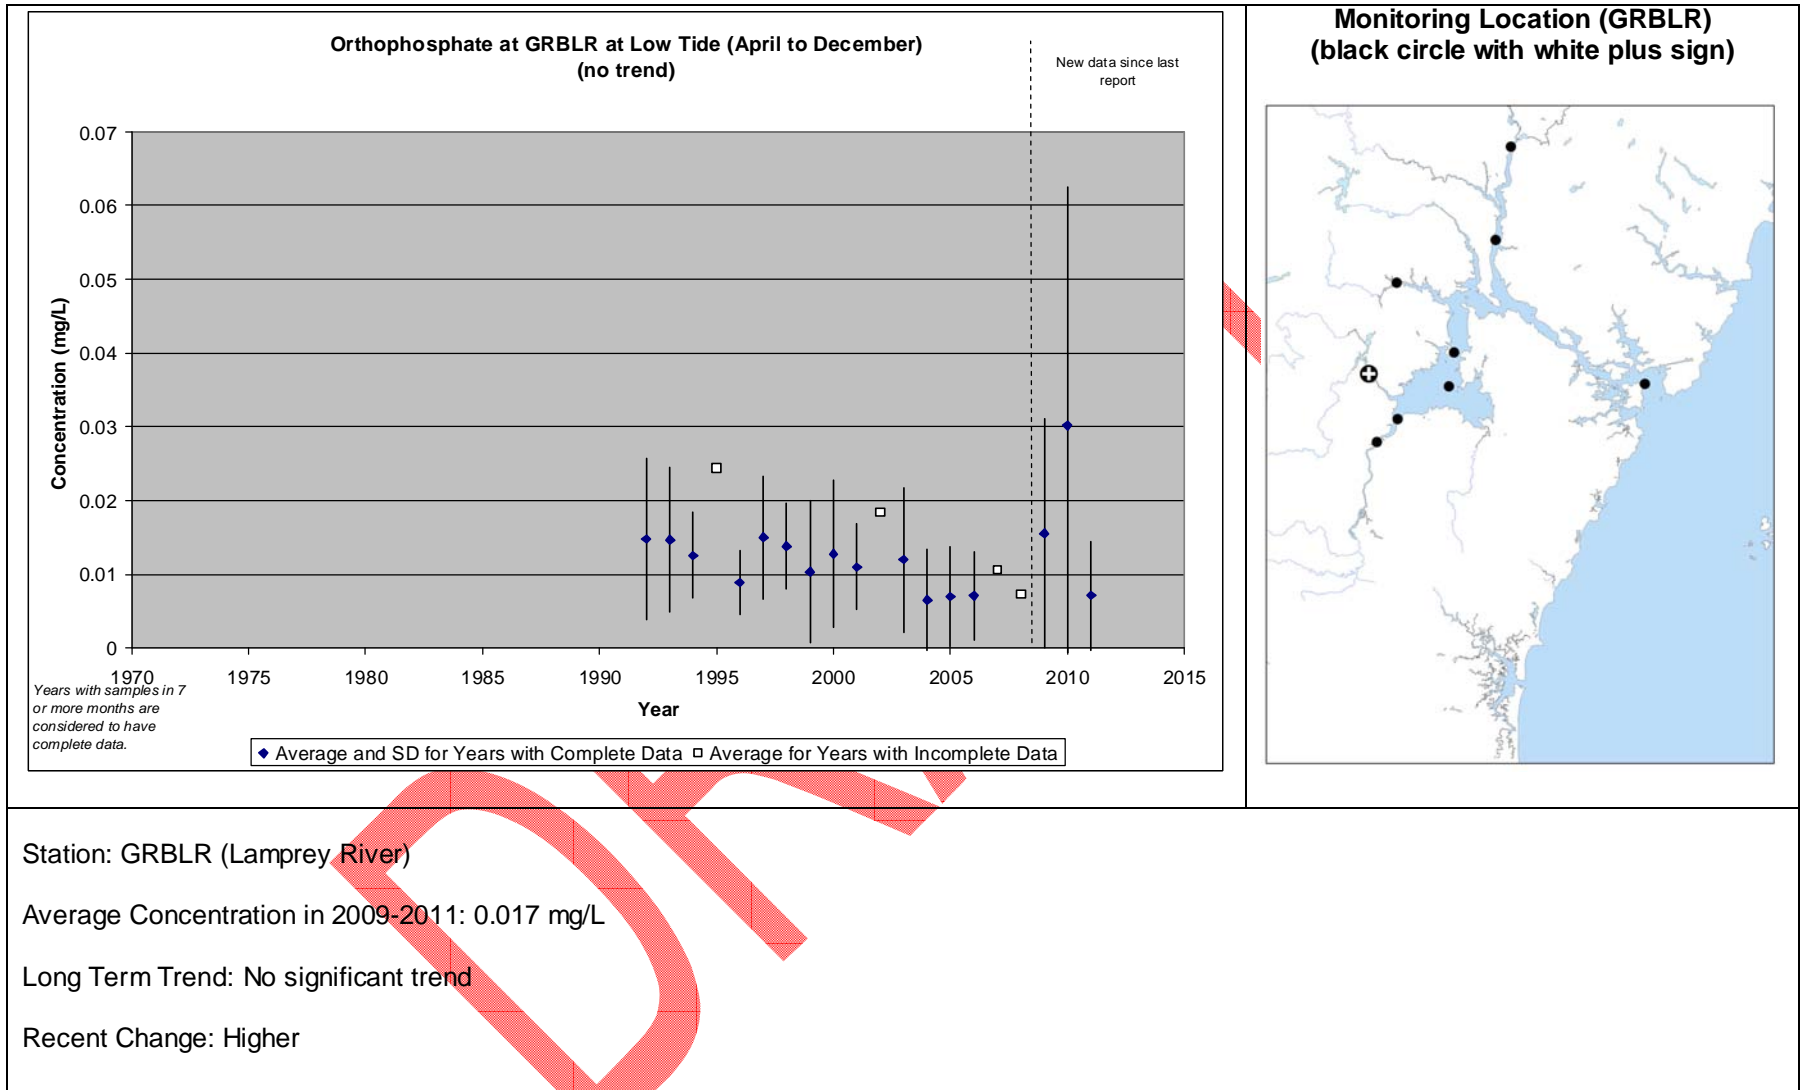 Orthophosphate at GRBLR at Low Tide (April to December)
(no trend)
New data since last
report
0.07
0.06
0.05
0.04
0.03
0.02
0.01
0
Concentration (mg/L)
1970 1975 1980 1985 1990 1995 2000 2005 2010 2015
Year
Years with samples in 7
or more months are
considered to have
complete data.
Average and SD for Years with Complete Data Average for Years with Incomplete Data
Monitoring Location (GRBLR)
(black circle with white plus sign)
Station: GRBLR (Lamprey River)
Average Concentration in 2009-2011: 0.017 mg/L
Long Term Trend: No significant trend
Recent Change: Higher